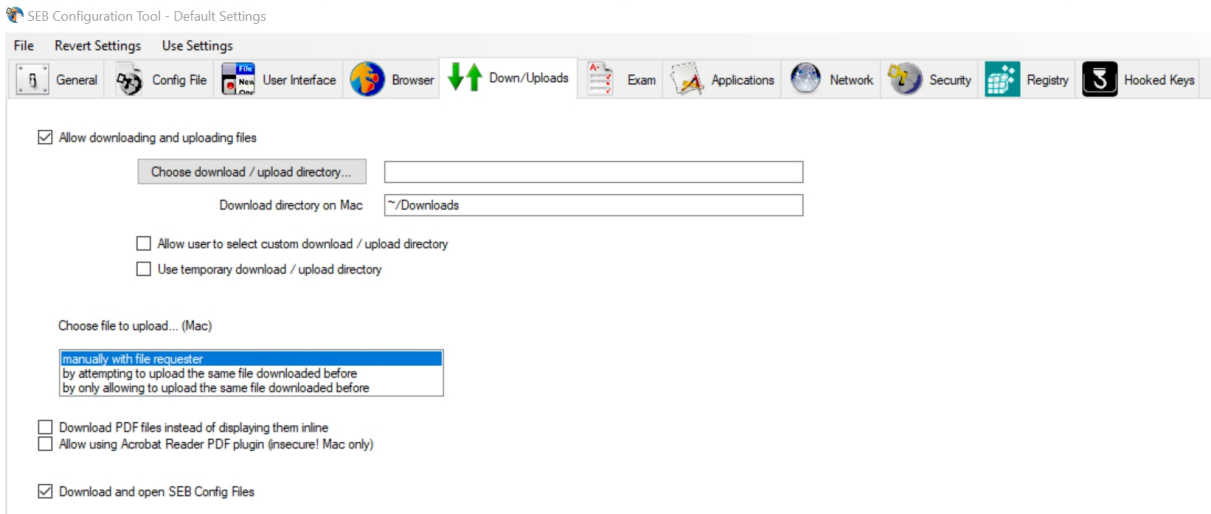 SEB Configuration Tool - Default Settings
File Revert Settings Use Settings
General Config File File New User Interface Browser Down/Uploads A- Exam Applications Network Security Registry Hooked Keys
Allow downloading and uploading files
Choose download / upload directory...
Download directory on Mac ~/Downloads
Allow user to select custom download / upload directory
Use temporary download / upload directory
Choose file to upload... (Mac)
manually with file requester
by attempting to upload the same file downloaded before
by only allowing to upload the same file downloaded before
Download PDF files instead of displaying them inline
Allow using Acrobat Reader PDF plugin (insecure! Mac only)
Download and open SEB Config Files